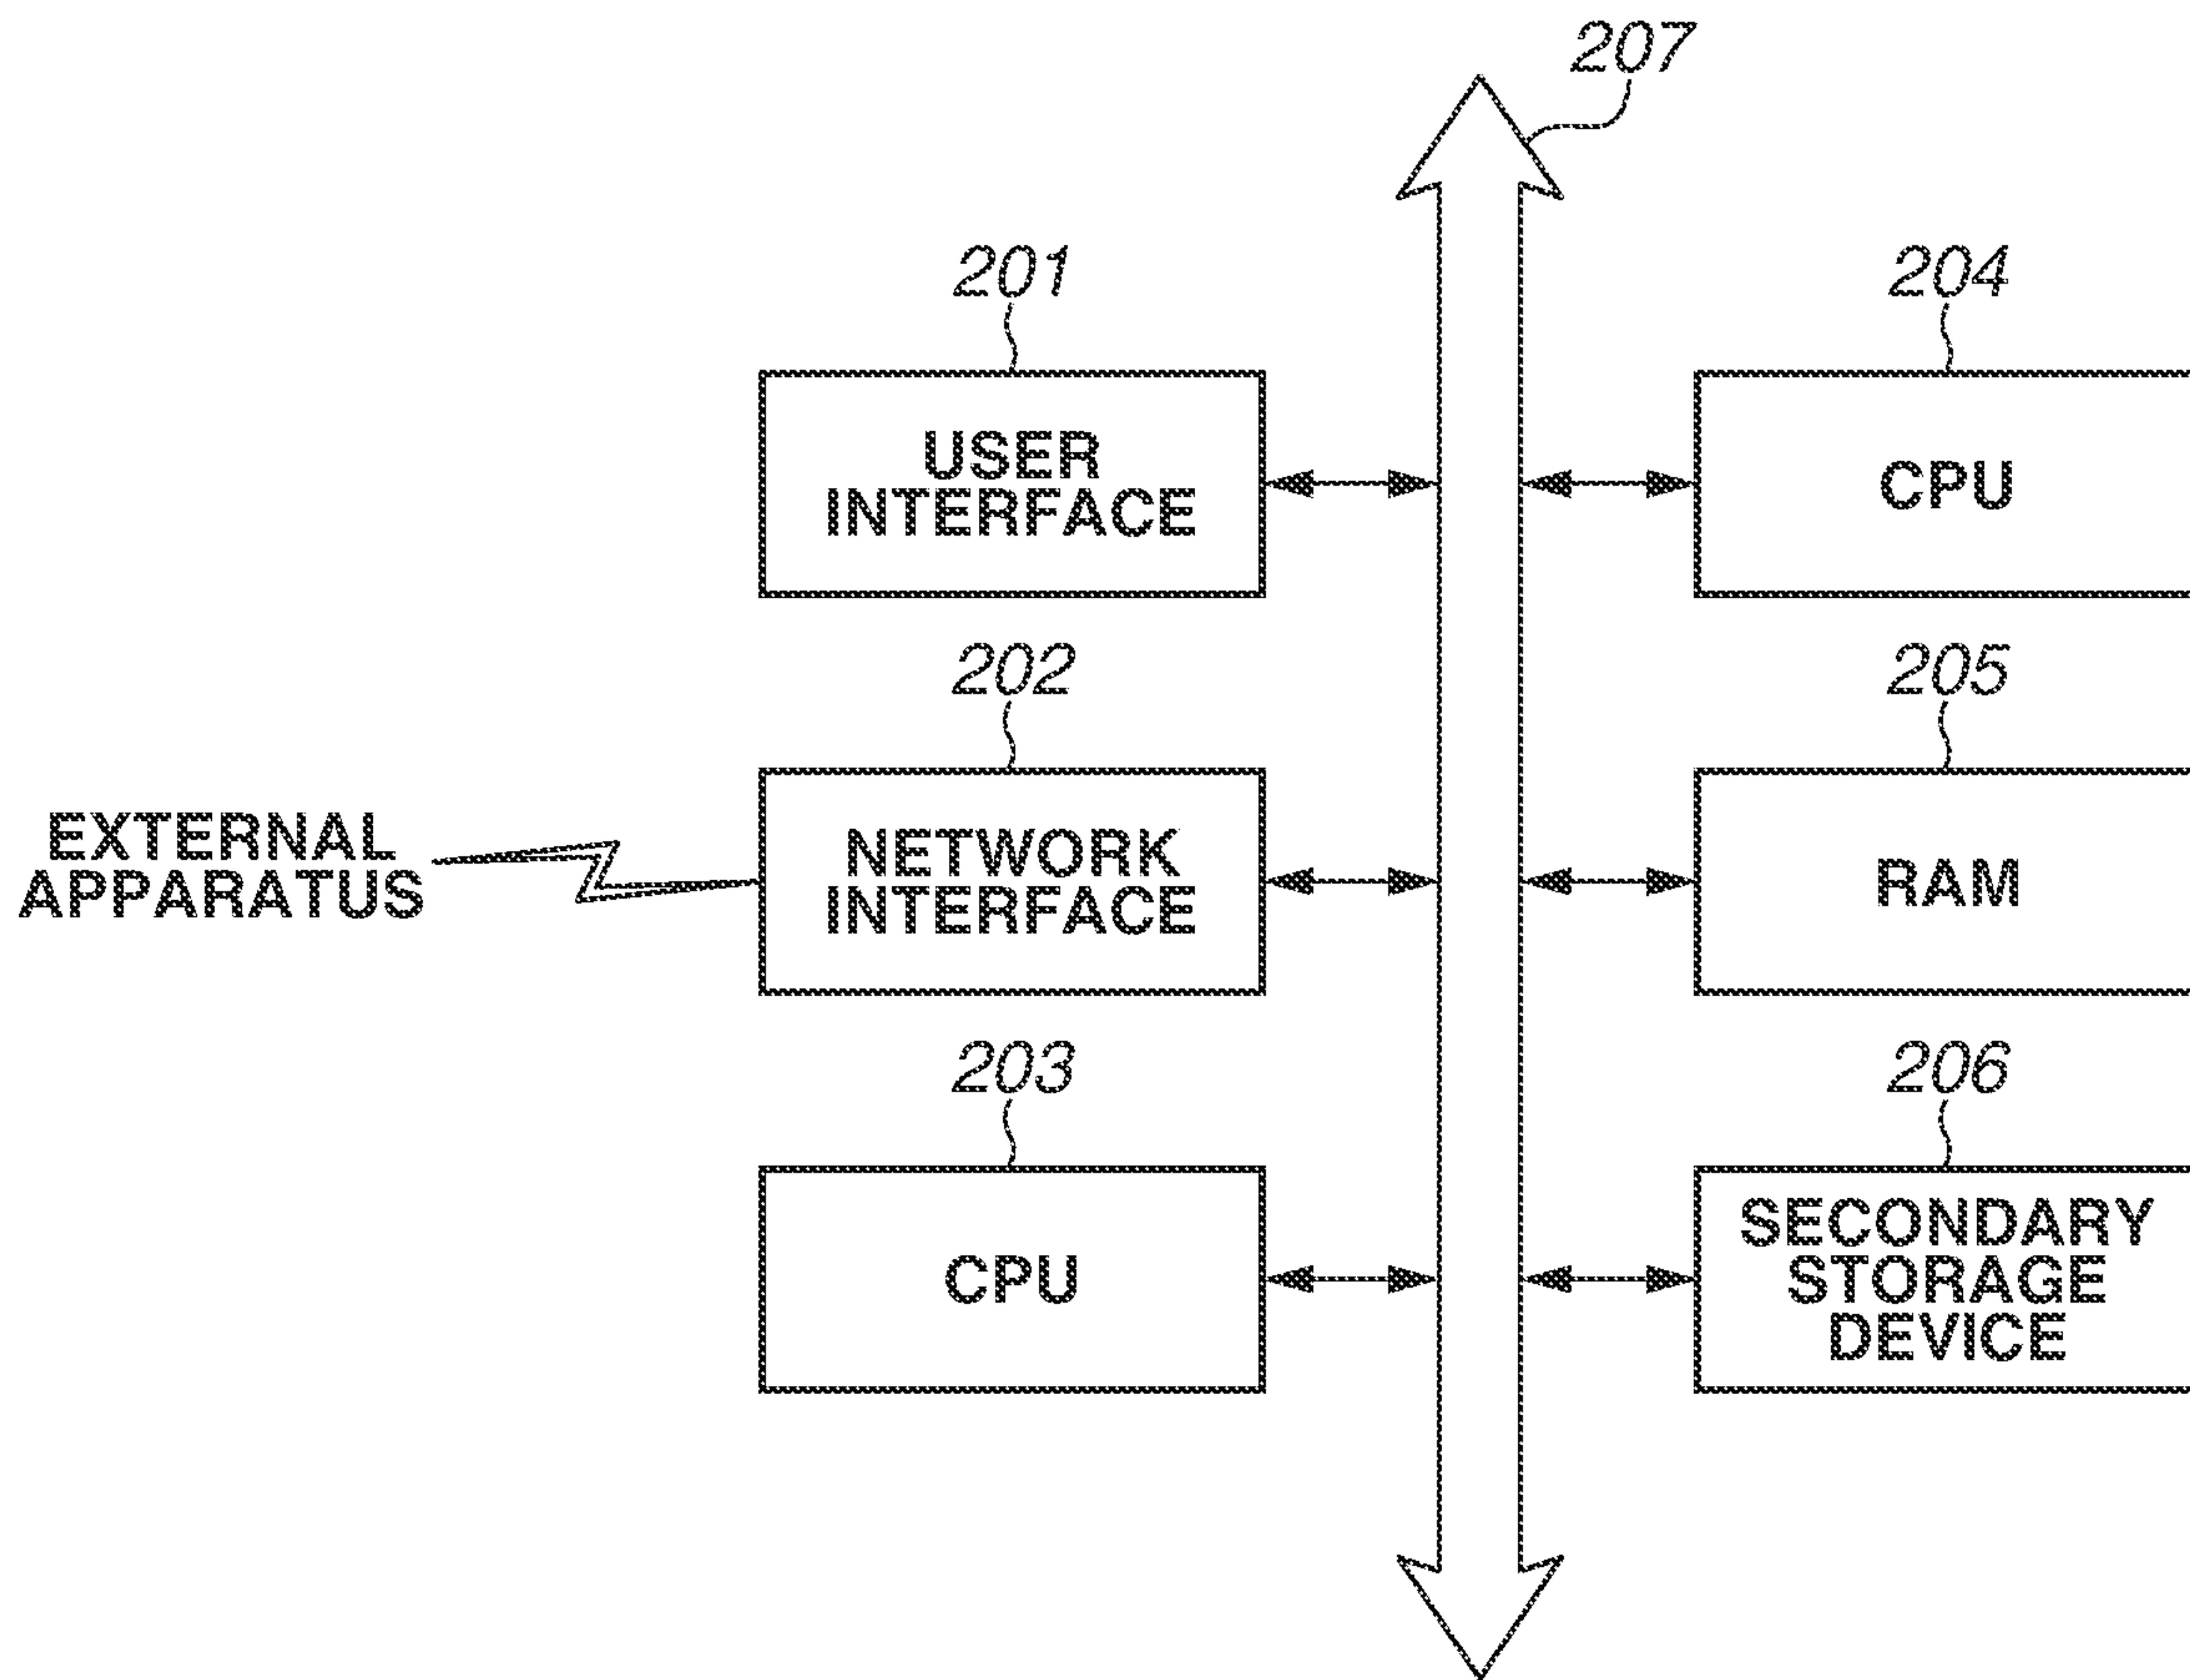 207
201
204
USER
INTERFACE
CPU
202
205
EXTERNAL
APPARATUS
NETWORK
INTERFACE
RAM
203
206
CPU
SECONDARY
STORAGE
DEVICE